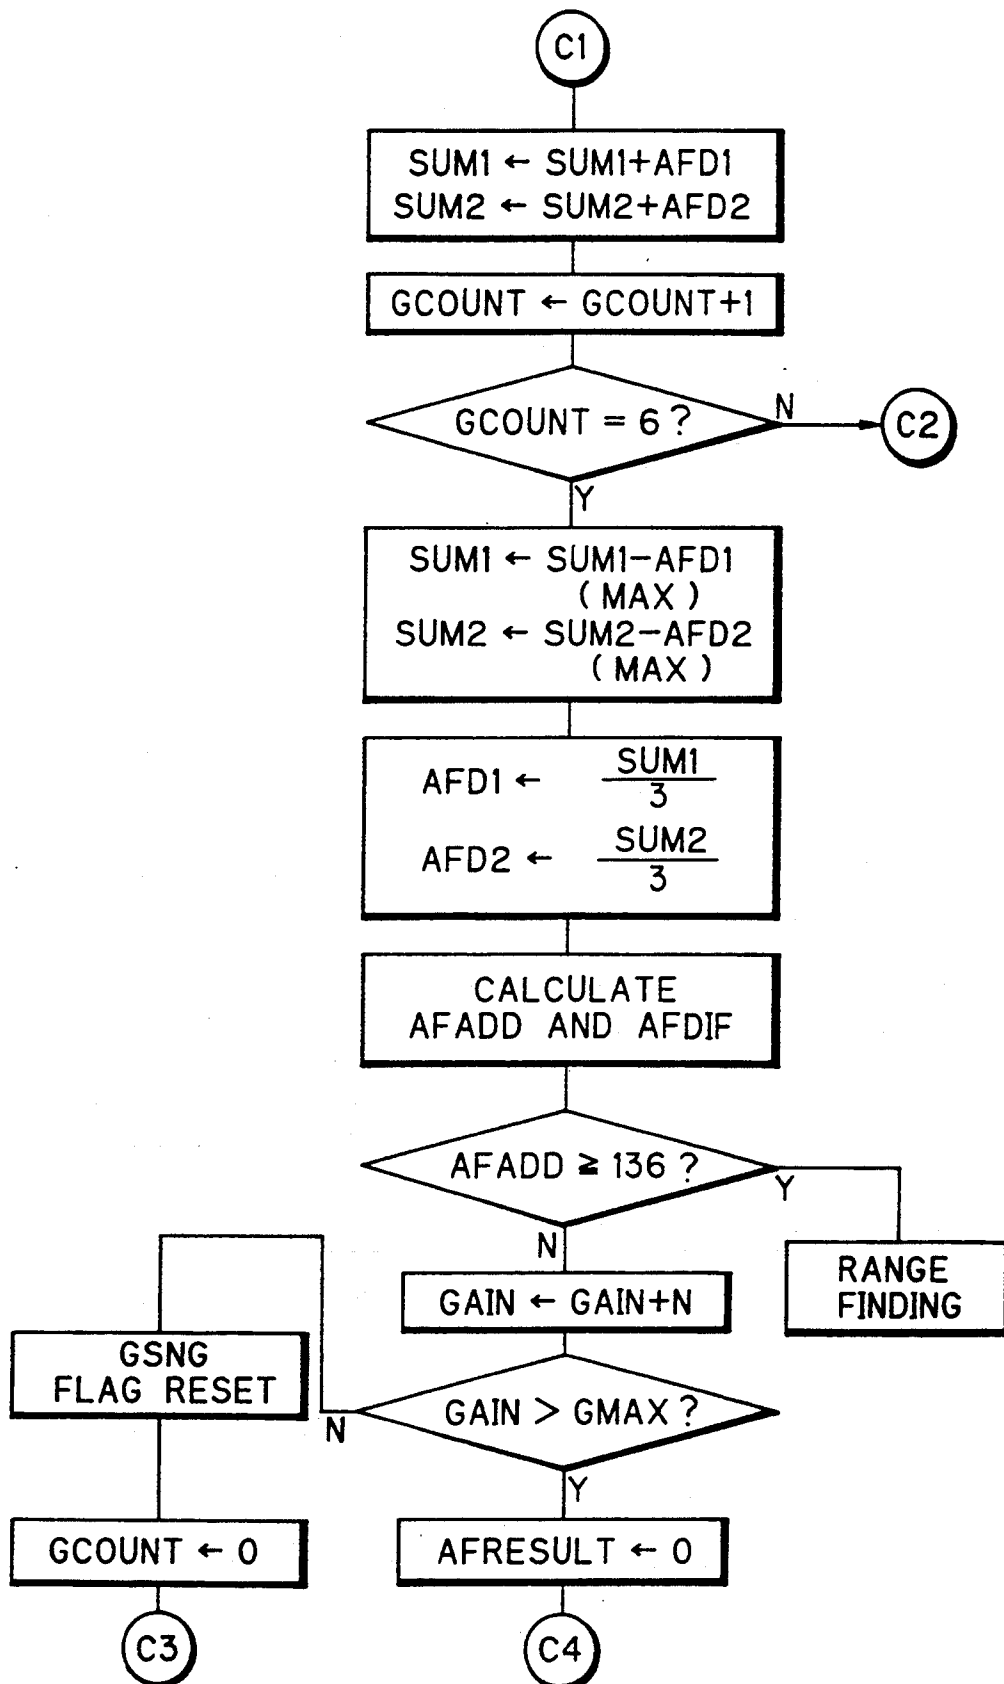 C1
SUM1 ← SUM1+AFD1
SUM2 ← SUM2+AFD2
GCOUNT ← GCOUNT+1
GCOUNT = 6 ?
N
C2
Y
SUM1 ← SUM1-AFD1
( MAX )
SUM2 ← SUM2-AFD2
( MAX )
AFD1 ← SUM1
3
AFD2 ← SUM2
3
CALCULATE
AFADD AND AFDIF
AFADD ≧ 136 ?
Y
N
RANGE
FINDING
GAIN ← GAIN+N
GSNG
FLAG RESET
GAIN > GMAX ?
N
Y
GCOUNT ← 0
AFRESULT ← 0
C3
C4